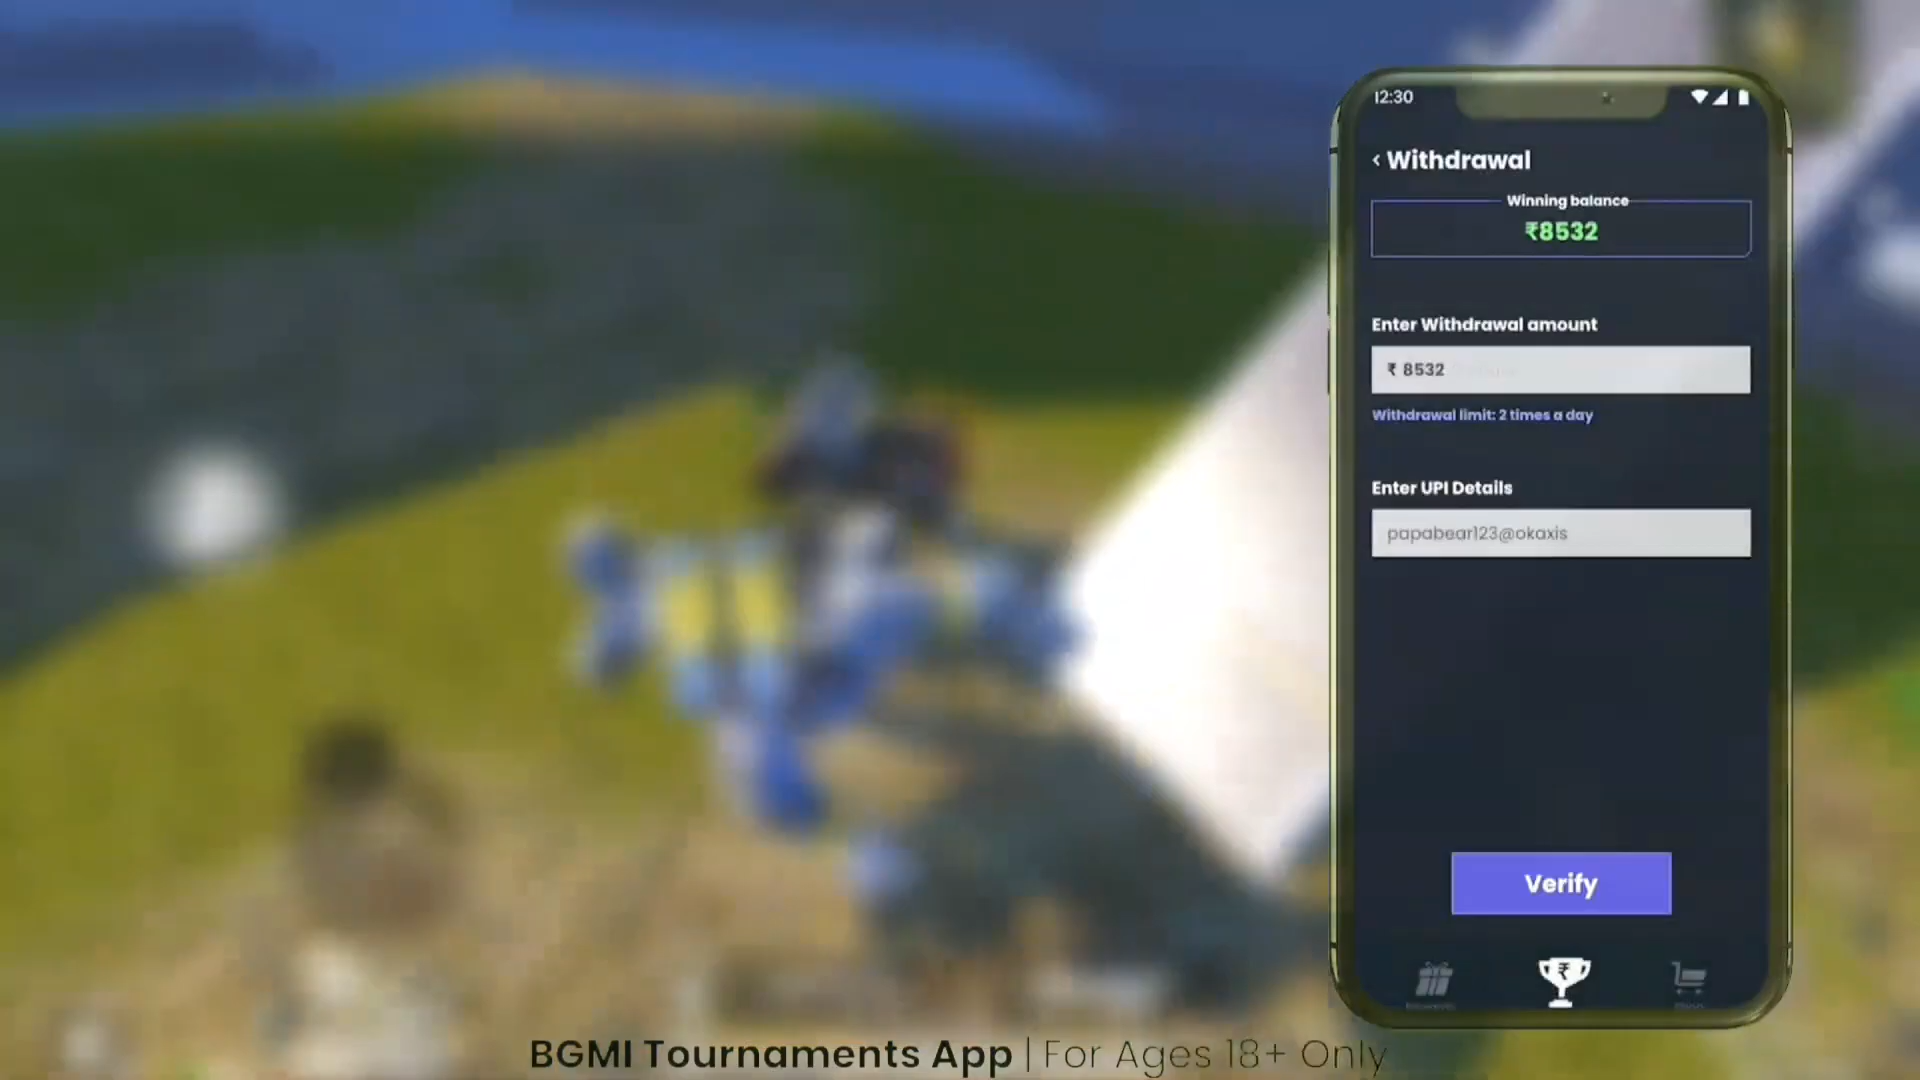 12:30
‹ Withdrawal
Winning balance
₹8532
Enter Withdrawal amount
₹ 8532
Withdrawal limit: 2 times a day
Enter UPI Details
papabear123@okaxis
Verify
BGMI Tournaments App | For Ages 18+ Only